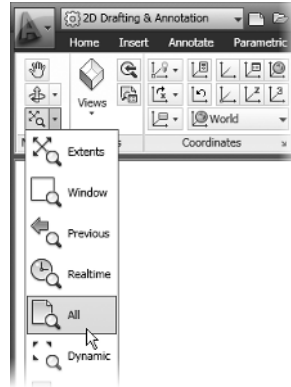 2D Drafting & Annotation
Home Insert Annotate Parametric
Views
World
Coordinates
Extents
Window
Previous
Realtime
All
Dynamic